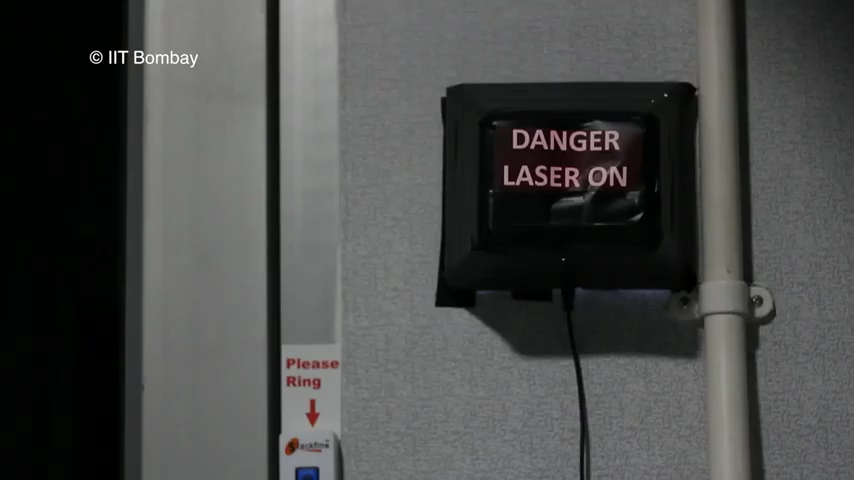 © IIT Bombay
DANGER
LASER ON
Please
Ring